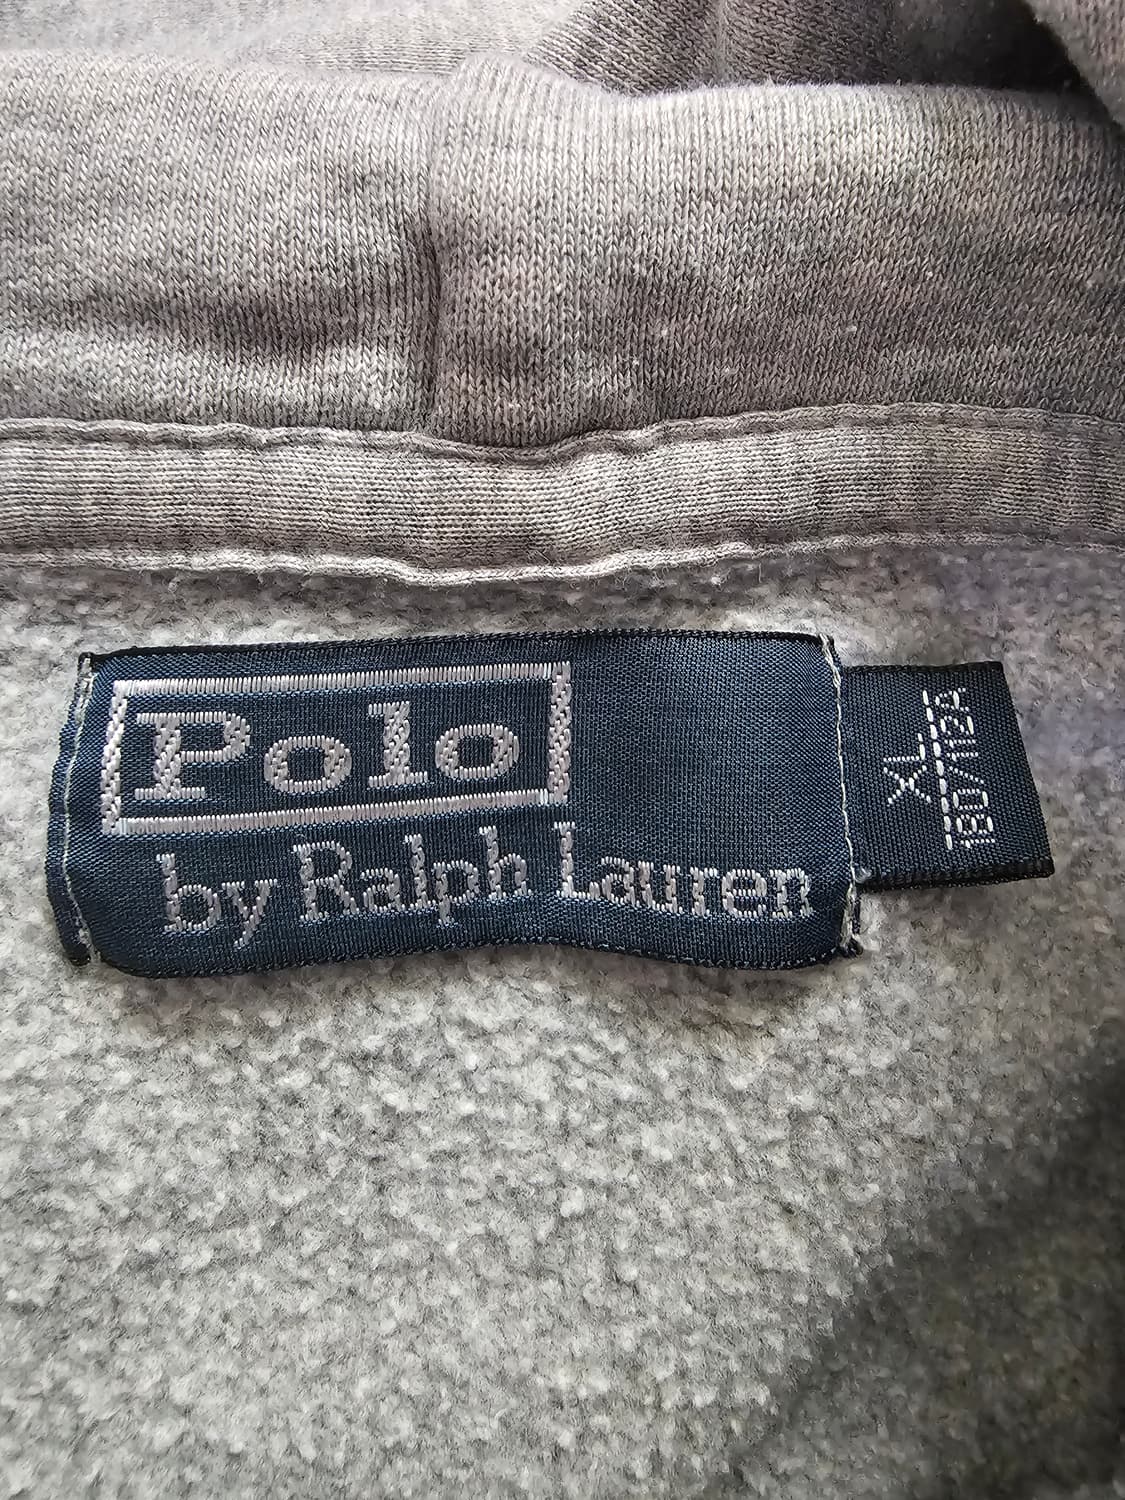 Polo
by Ralph Lauren
XL
180/112A